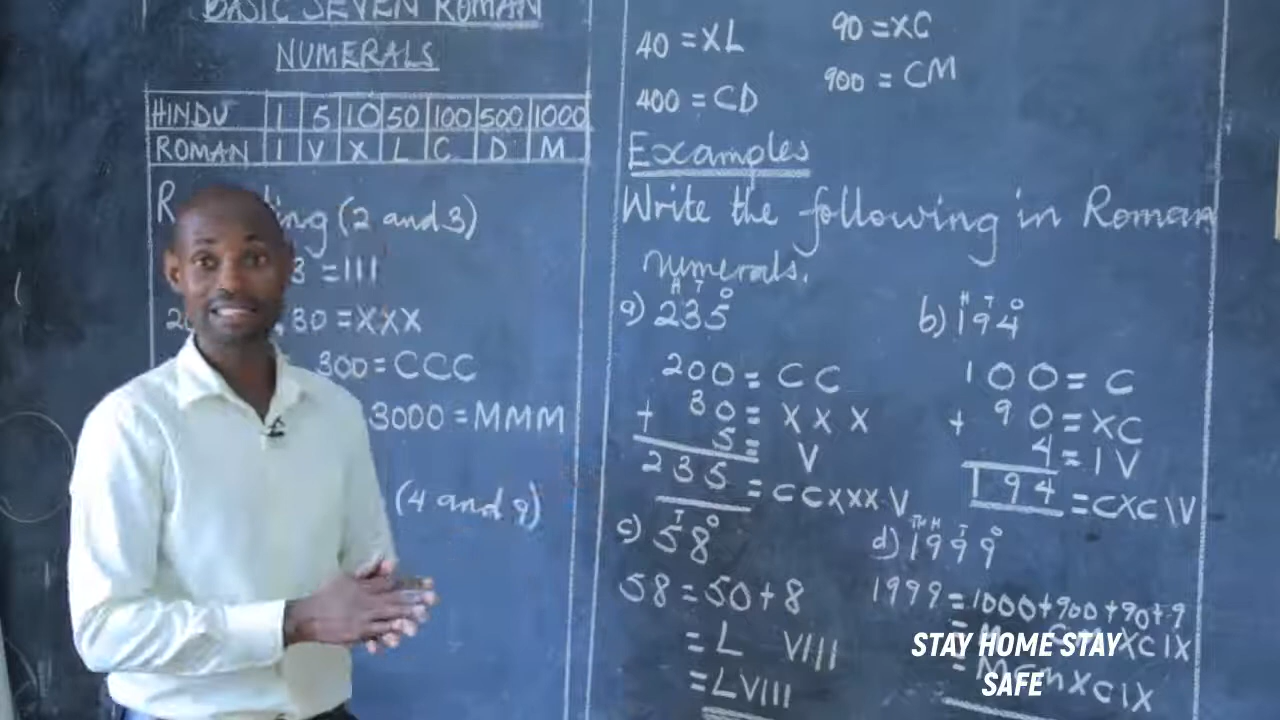 BASIC SEVEN ROMAN
NUMERALS
HINDU 1 5 10 50 100 500 1000
ROMAN I V X L C D M
(2 and 3)
3 = III
30 = XXX
300 = CCC
3000 = MMM
(4 and 9)
40 = XL 90 = XC
400 = CD 900 = CM
Examples
Write the following in Roman
numerals.
H T O
a) 235
200 = CC
+ 30 = XXX
5 = V
235 = CCXXXV
H T O
b) 194
100 = C
+ 90 = XC
4 = IV
194 = CXCIV
T O
c) 58
58 = 50 + 8
= L VIII
= LVIII
TH H T O
d) 1999
1999 = 1000 + 900 + 90 + 9
XCIX
= MCMXCIX
STAY HOME STAY
SAFE